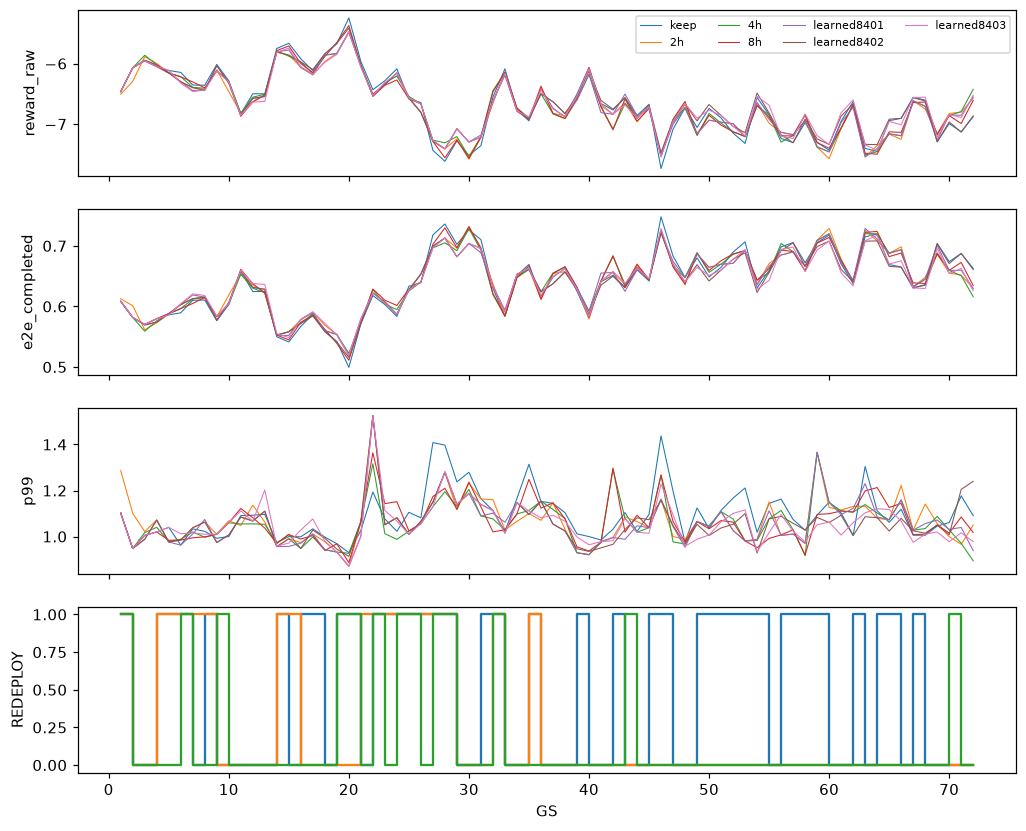 keep 4h learned8401 learned8403
2h 8h learned8402
−6
−7
reward_raw
0.7
0.6
0.5
e2e_completed
1.4
1.2
1.0
p99
1.00
0.75
0.50
0.25
0.00
REDEPLOY
0 10 20 30 40 50 60 70
GS